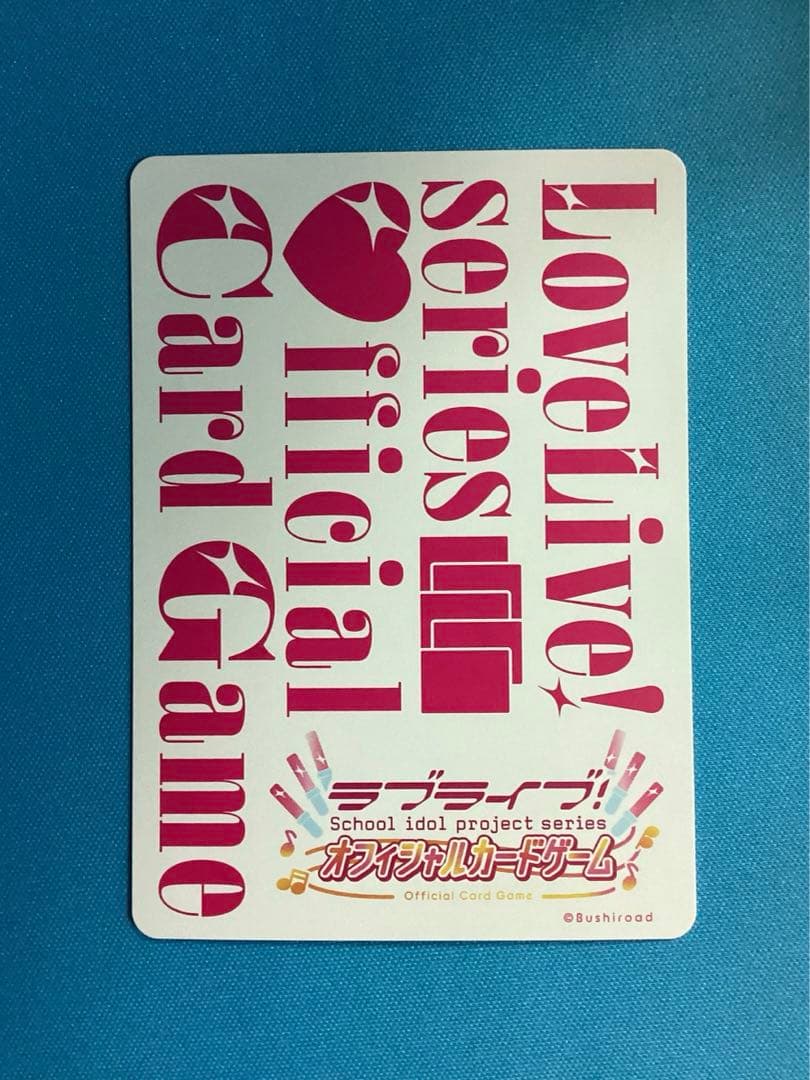 LoveLive!
series
Official
Card Game
ラブライブ!
School idol project series
オフィシャルカードゲーム
Official Card Game
©Bushiroad